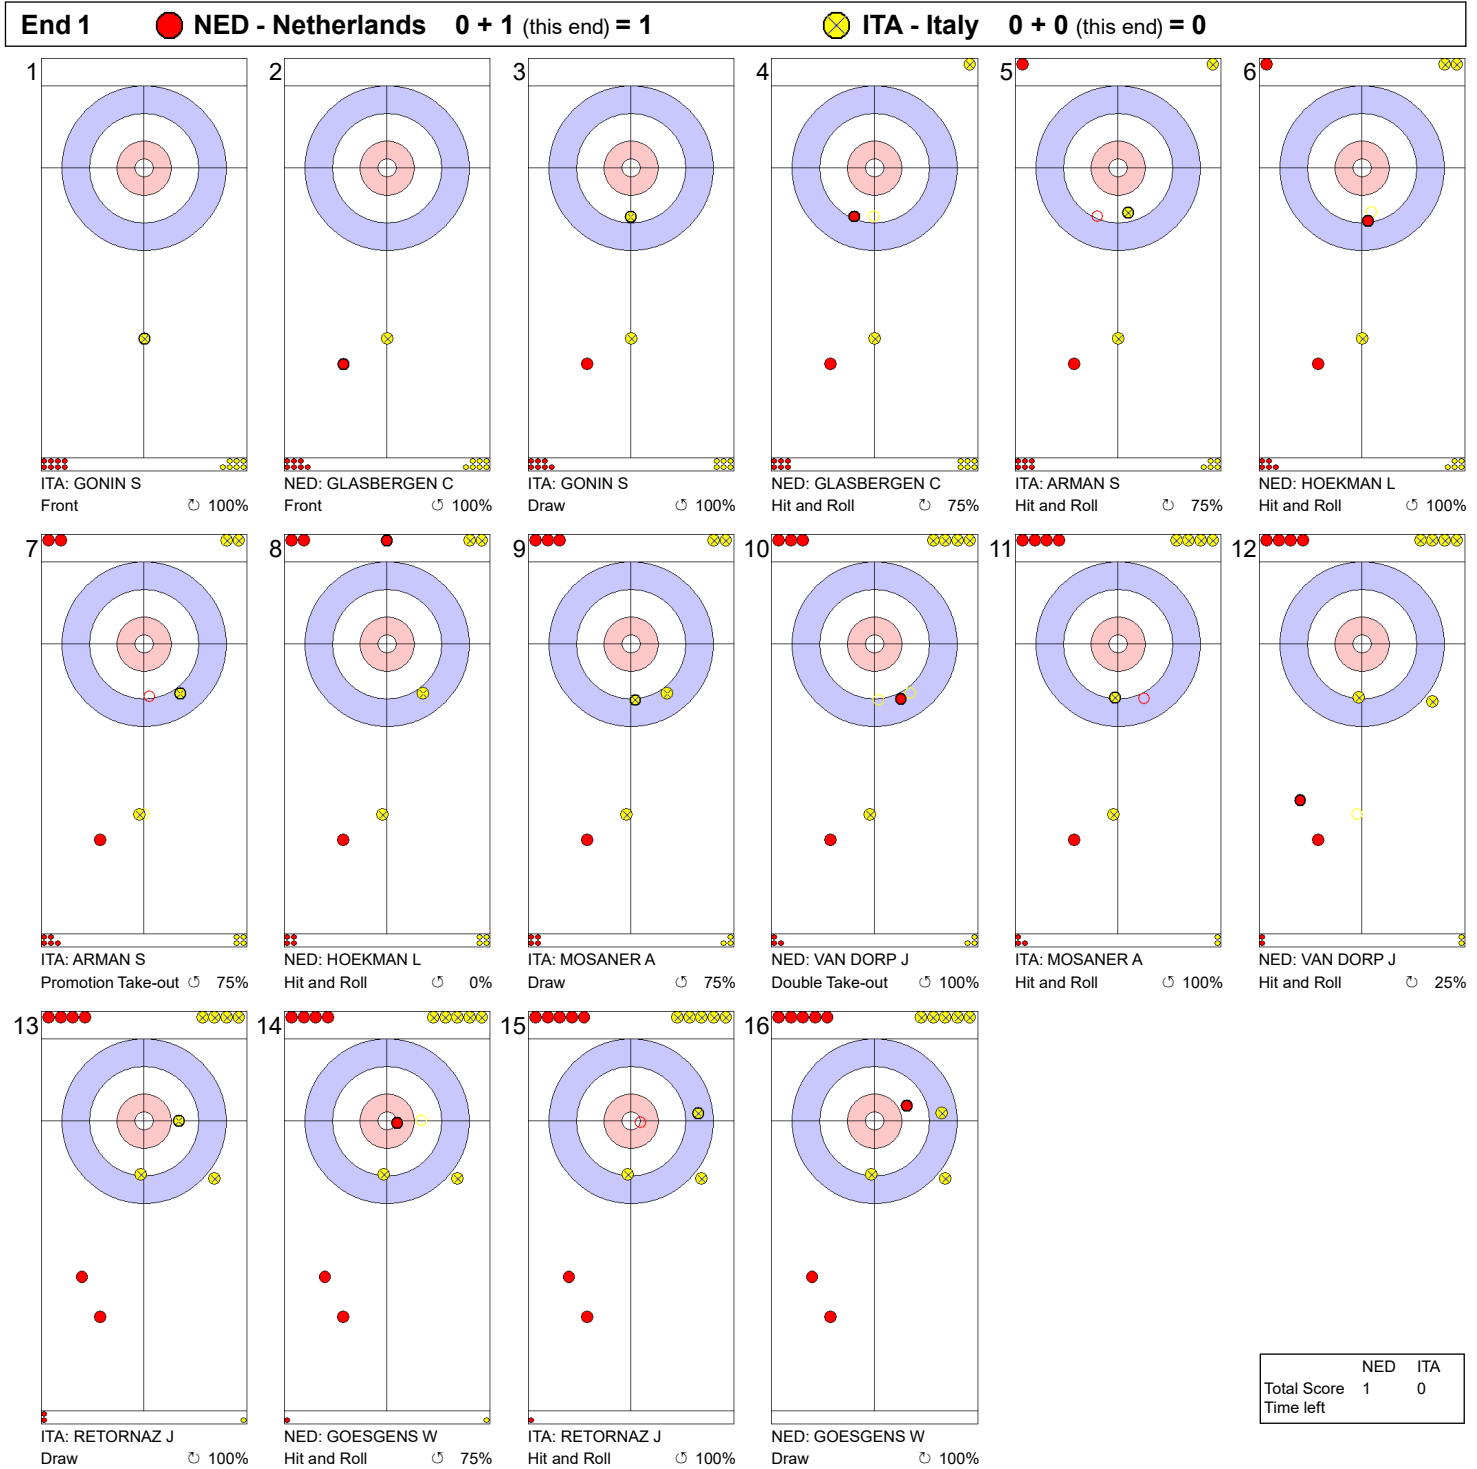 End 1 NED - Netherlands 0 + 1 (this end) = 1 ITA - Italy 0 + 0 (this end) = 0
1 2 3 4 5 6
ITA: GONIN S NED: GLASBERGEN C ITA: GONIN S NED: GLASBERGEN C ITA: ARMAN S NED: HOEKMAN L
Front ↻ 100% Front ↻ 100% Draw ↺ 100% Hit and Roll ↺ 75% Hit and Roll ↺ 75% Hit and Roll ↻ 100%
7 8 9 10 11 12
ITA: ARMAN S NED: HOEKMAN L ITA: MOSANER A NED: VAN DORP J ITA: MOSANER A NED: VAN DORP J
Promotion Take-out ↺ 75% Hit and Roll ↺ 0% Draw ↺ 75% Double Take-out ↺ 100% Hit and Roll ↺ 100% Hit and Roll ↻ 25%
13 14 15 16
ITA: RETORNAZ J NED: GOESGENS W ITA: RETORNAZ J NED: GOESGENS W
Draw ↻ 100% Hit and Roll ↺ 75% Hit and Roll ↺ 100% Draw ↻ 100%
NED ITA
Total Score 1 0
Time left